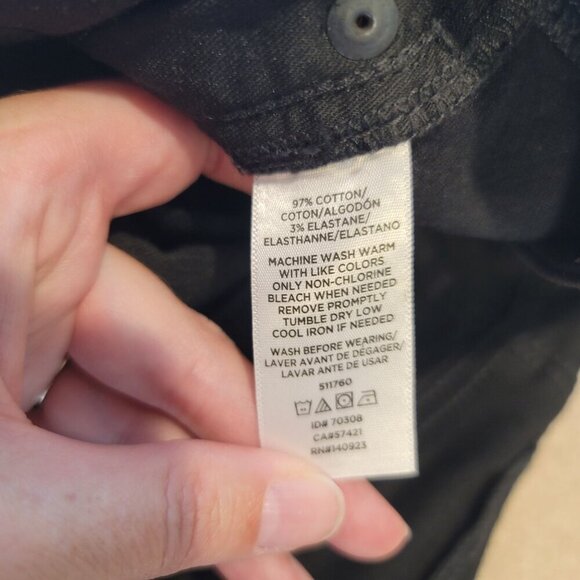 97% COTTON/
COTON/ALGODÓN
3% ELASTANE/
ELASTHANNE/ELASTANO
MACHINE WASH WARM
WITH LIKE COLORS
ONLY NON-CHLORINE
BLEACH WHEN NEEDED
REMOVE PROMPTLY
TUMBLE DRY LOW
COOL IRON IF NEEDED
WASH BEFORE WEARING/
LAVER AVANT DE DÉGAGER/
LAVAR ANTE DE USAR
511760
ID# 70308
CA#57421
RN#140923